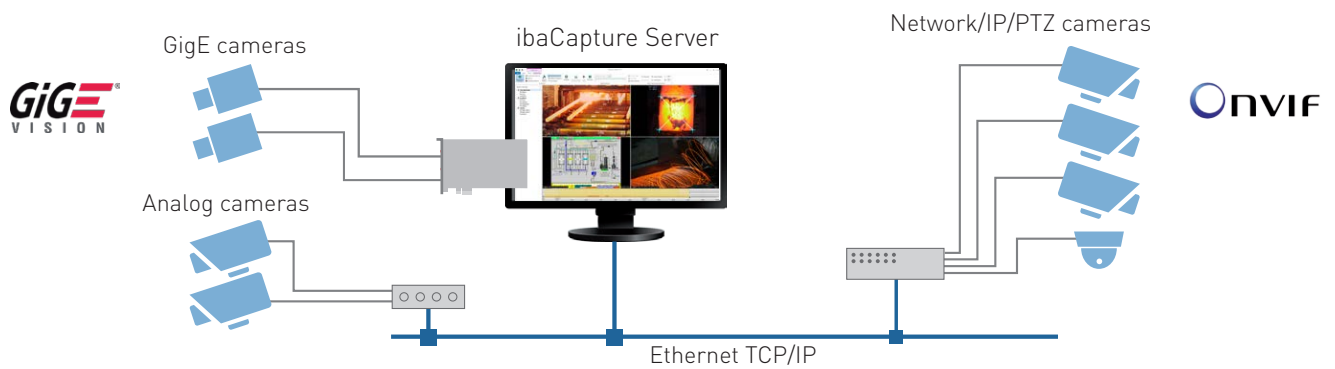 GigE cameras
ibaCapture Server
Network/IP/PTZ cameras
GiGE®
VISION
ONVIF
Analog cameras
Ethernet TCP/IP